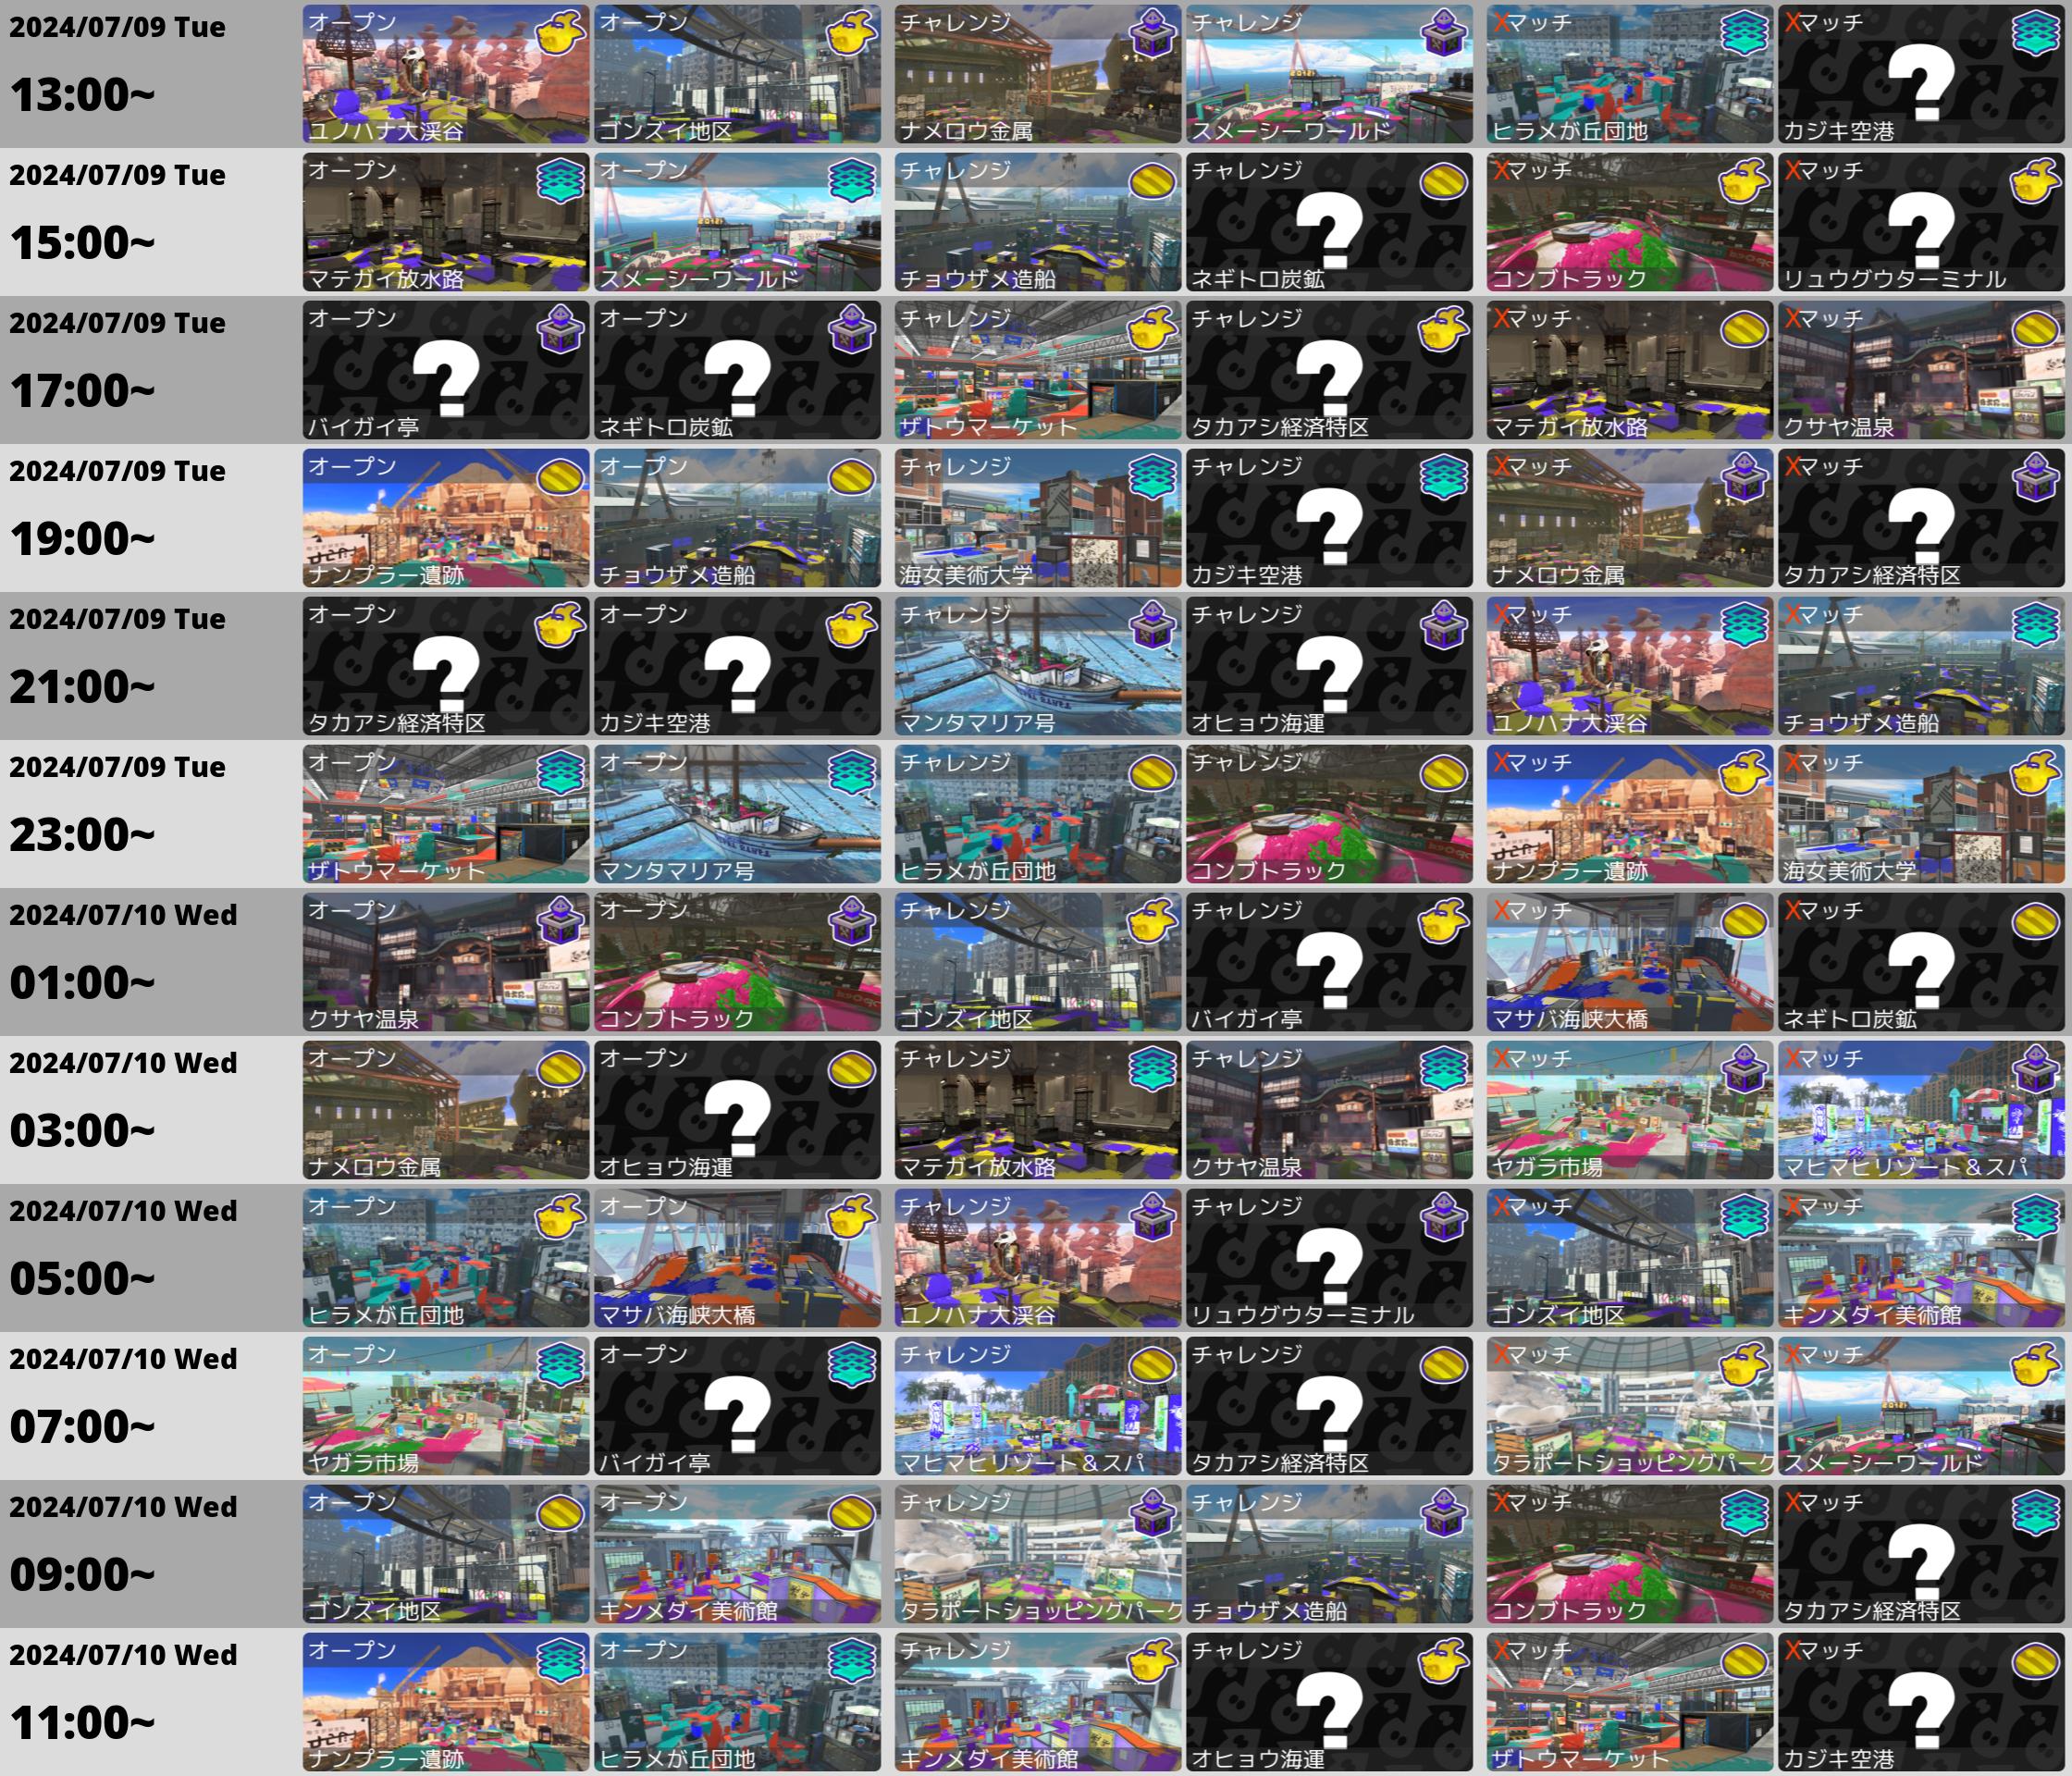 2024/07/09 Tue
13:00~
オープン
ユノハナ大渓谷
オープン
ゴンズイ地区
チャレンジ
ナメロウ金属
チャレンジ
スメーシーワールド
Xマッチ
ヒラメが丘団地
Xマッチ
カジキ空港
2024/07/09 Tue
15:00~
オープン
マテガイ放水路
オープン
スメーシーワールド
チャレンジ
チョウザメ造船
チャレンジ
ネギトロ炭鉱
Xマッチ
コンブトラック
Xマッチ
リュウグウターミナル
2024/07/09 Tue
17:00~
オープン
バイガイ亭
オープン
ネギトロ炭鉱
チャレンジ
ザトウマーケット
チャレンジ
タカアシ経済特区
Xマッチ
マテガイ放水路
Xマッチ
クサヤ温泉
2024/07/09 Tue
19:00~
オープン
ナンプラー遺跡
オープン
チョウザメ造船
チャレンジ
海女美術大学
チャレンジ
カジキ空港
Xマッチ
ナメロウ金属
Xマッチ
タカアシ経済特区
2024/07/09 Tue
21:00~
オープン
タカアシ経済特区
オープン
カジキ空港
チャレンジ
マンタマリア号
チャレンジ
オヒョウ海運
Xマッチ
ユノハナ大渓谷
Xマッチ
チョウザメ造船
2024/07/09 Tue
23:00~
オープン
ザトウマーケット
オープン
マンタマリア号
チャレンジ
ヒラメが丘団地
チャレンジ
コンブトラック
Xマッチ
ナンプラー遺跡
Xマッチ
海女美術大学
2024/07/10 Wed
01:00~
オープン
クサヤ温泉
オープン
コンブトラック
チャレンジ
ゴンズイ地区
チャレンジ
バイガイ亭
Xマッチ
マサバ海峡大橋
Xマッチ
ネギトロ炭鉱
2024/07/10 Wed
03:00~
オープン
ナメロウ金属
オープン
オヒョウ海運
チャレンジ
マテガイ放水路
チャレンジ
クサヤ温泉
Xマッチ
ヤガラ市場
Xマッチ
マヒマヒリゾート＆スパ
2024/07/10 Wed
05:00~
オープン
ヒラメが丘団地
オープン
マサバ海峡大橋
チャレンジ
ユノハナ大渓谷
チャレンジ
リュウグウターミナル
Xマッチ
ゴンズイ地区
Xマッチ
キンメダイ美術館
2024/07/10 Wed
07:00~
オープン
ヤガラ市場
オープン
バイガイ亭
チャレンジ
マヒマヒリゾート＆スパ
チャレンジ
タカアシ経済特区
Xマッチ
タラポートショッピングパーク
Xマッチ
スメーシーワールド
2024/07/10 Wed
09:00~
オープン
ゴンズイ地区
オープン
キンメダイ美術館
チャレンジ
タラポートショッピングパーク
チャレンジ
チョウザメ造船
Xマッチ
コンブトラック
Xマッチ
タカアシ経済特区
2024/07/10 Wed
11:00~
オープン
ナンプラー遺跡
オープン
ヒラメが丘団地
チャレンジ
キンメダイ美術館
チャレンジ
オヒョウ海運
Xマッチ
ザトウマーケット
Xマッチ
カジキ空港